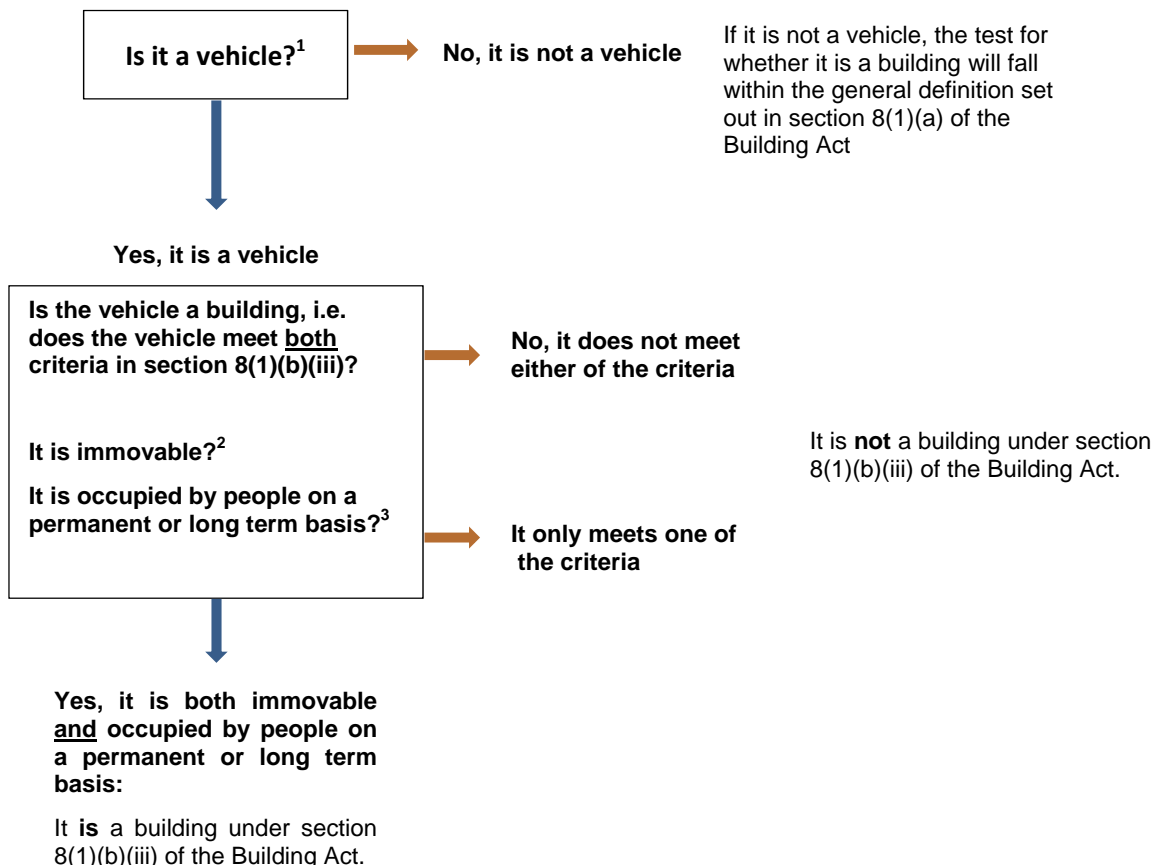 Is it a vehicle?1
No, it is not a vehicle
If it is not a vehicle, the test for
whether it is a building will fall
within the general definition set
out in section 8(1)(a) of the
Building Act
Yes, it is a vehicle
Is the vehicle a building, i.e.
does the vehicle meet both
criteria in section 8(1)(b)(iii)?
It is immovable?2
It is occupied by people on a
permanent or long term basis?3
No, it does not meet
either of the criteria
It only meets one of
the criteria
It is not a building under section
8(1)(b)(iii) of the Building Act.
Yes, it is both immovable
and occupied by people on
a permanent or long term
basis:
It is a building under section
8(1)(b)(iii) of the Building Act.